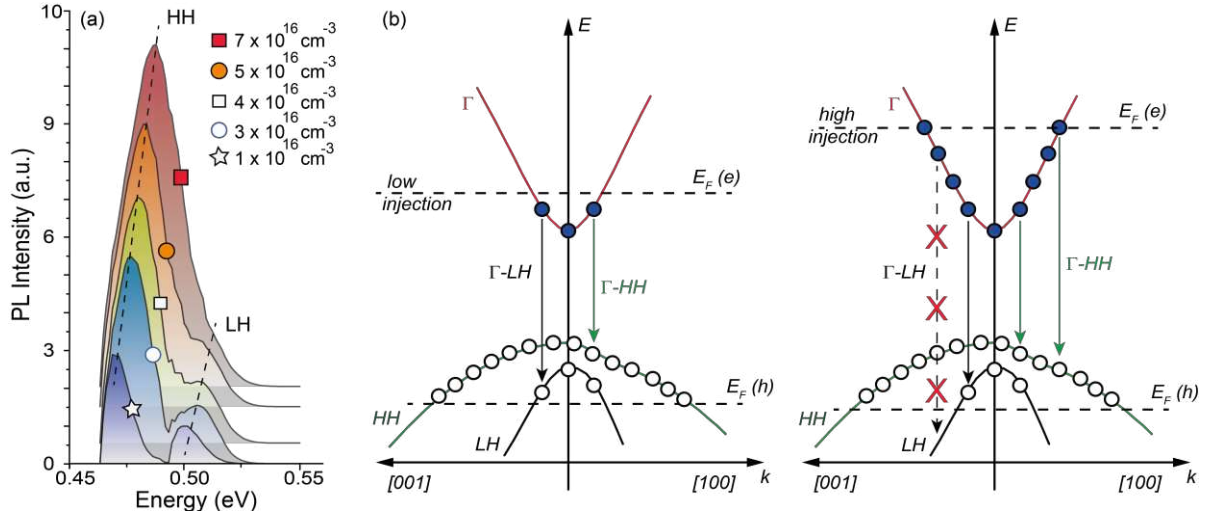 (a)
HH
7 x 10^16 cm^-3
5 x 10^16 cm^-3
4 x 10^16 cm^-3
3 x 10^16 cm^-3
1 x 10^16 cm^-3
LH
PL Intensity (a.u.)
10
9
6
3
0
0.45
0.50
0.55
Energy (eV)
(b)
E
Γ
low
injection
E_F (e)
Γ-LH
Γ-HH
E_F (h)
HH
LH
[001]
[100]
k
E
Γ
high
injection
E_F (e)
X
Γ-LH
X
X
Γ-HH
E_F (h)
HH
LH
[001]
[100]
k